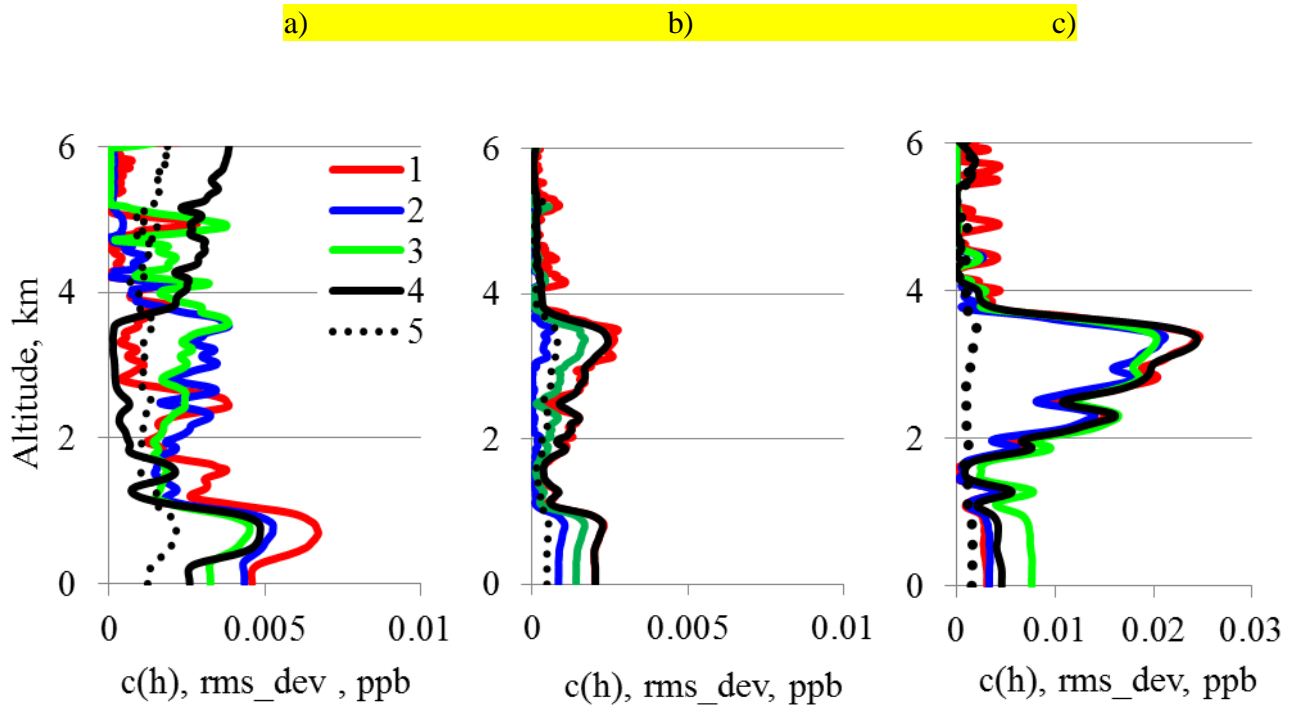 a) b) c)
6 6 6
1
2
3
4 4 4
4
5
2 2 2
0 0 0
0 0.005 0.01 0 0.005 0.01 0 0.01 0.02 0.03
Altitude, km
c(h), rms_dev , ppb c(h), rms_dev, ppb c(h), rms_dev, ppb